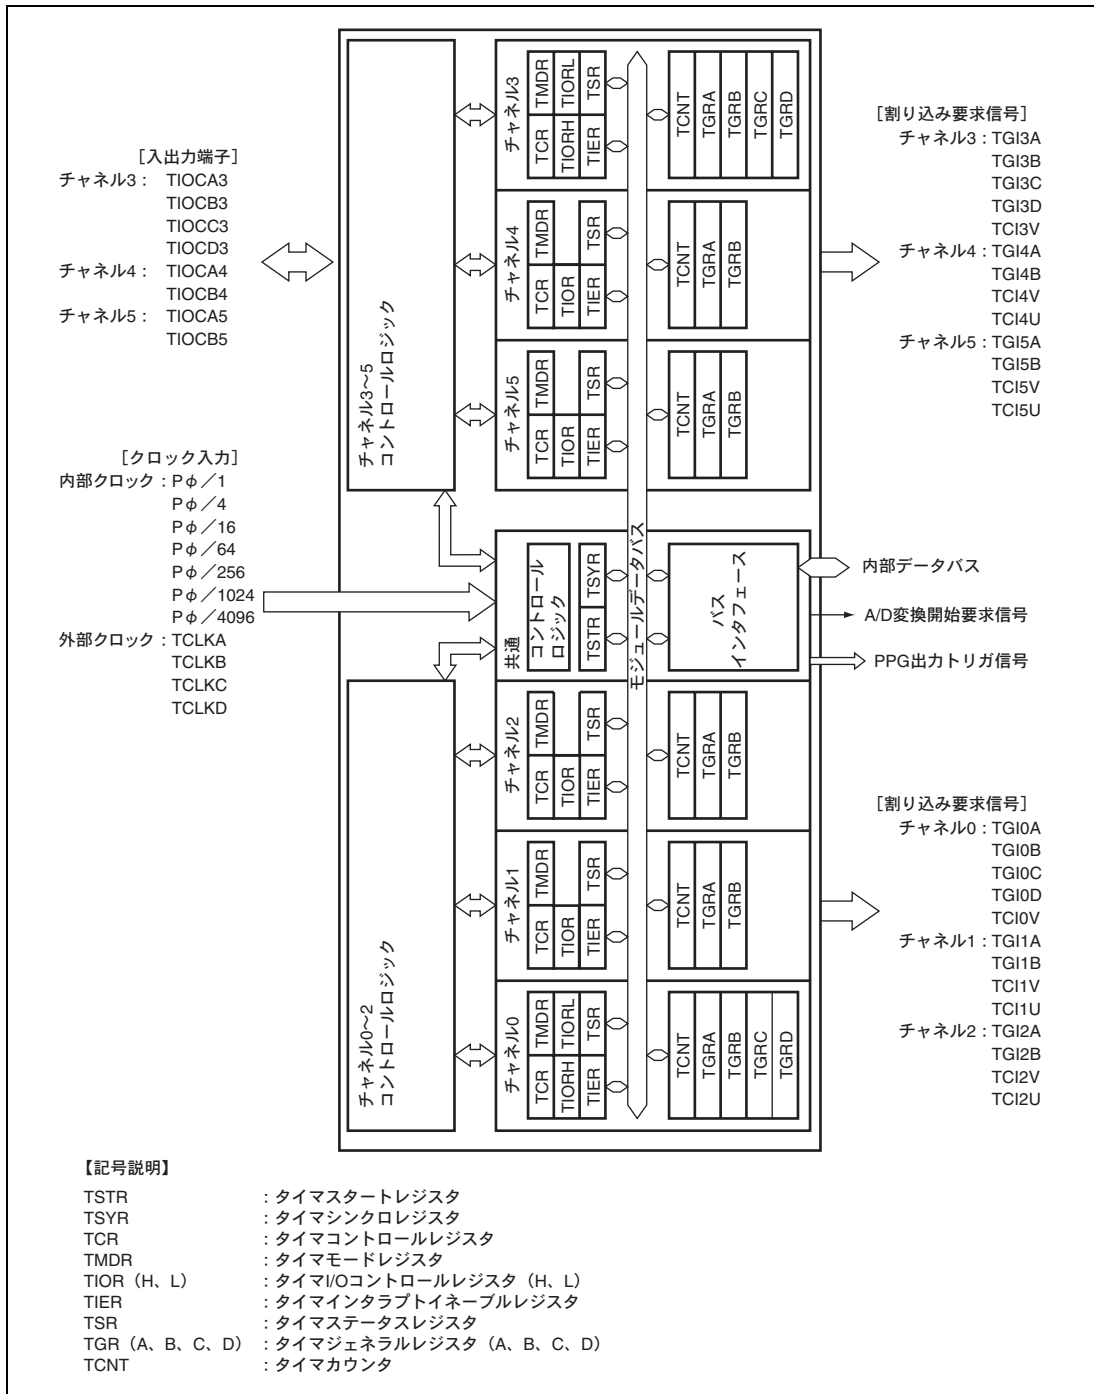 [入出力端子]
チャネル3： TIOCA3
TIOCB3
TIOCC3
TIOCD3
チャネル4： TIOCA4
TIOCB4
チャネル5： TIOCA5
TIOCB5
[クロック入力]
内部クロック：Pφ／1
Pφ／4
Pφ／16
Pφ／64
Pφ／256
Pφ／1024
Pφ／4096
外部クロック：TCLKA
TCLKB
TCLKC
TCLKD
チャネル3～5
コントロールロジック
チャネル0～2
コントロールロジック
チャネル3
TCR TMDR
TIORH TIORL
TIER TSR
TCNT
TGRA
TGRB
TGRC
TGRD
チャネル4
TCR TMDR
TIOR
TIER TSR
TCNT
TGRA
TGRB
チャネル5
TCR TMDR
TIOR
TIER TSR
TCNT
TGRA
TGRB
共通
コントロール
ロジック
TSTR TSYR
モジュールデータバス
バス
インタフェース
チャネル2
TCR TMDR
TIOR
TIER TSR
TCNT
TGRA
TGRB
チャネル1
TCR TMDR
TIOR
TIER TSR
TCNT
TGRA
TGRB
チャネル0
TCR TMDR
TIORH TIORL
TIER TSR
TCNT
TGRA
TGRB
TGRC
TGRD
[割り込み要求信号]
チャネル3：TGI3A
TGI3B
TGI3C
TGI3D
TCI3V
チャネル4：TGI4A
TGI4B
TCI4V
TCI4U
チャネル5：TGI5A
TGI5B
TCI5V
TCI5U
内部データバス
A/D変換開始要求信号
PPG出力トリガ信号
[割り込み要求信号]
チャネル0：TGI0A
TGI0B
TGI0C
TGI0D
TCI0V
チャネル1：TGI1A
TGI1B
TCI1V
TCI1U
チャネル2：TGI2A
TGI2B
TCI2V
TCI2U
【記号説明】
TSTR ：タイマスタートレジスタ
TSYR ：タイマシンクロレジスタ
TCR ：タイマコントロールレジスタ
TMDR ：タイマモードレジスタ
TIOR（H、L） ：タイマI/Oコントロールレジスタ（H、L）
TIER ：タイマインタラプトイネーブルレジスタ
TSR ：タイマステータスレジスタ
TGR（A、B、C、D） ：タイマジェネラルレジスタ（A、B、C、D）
TCNT ：タイマカウンタ